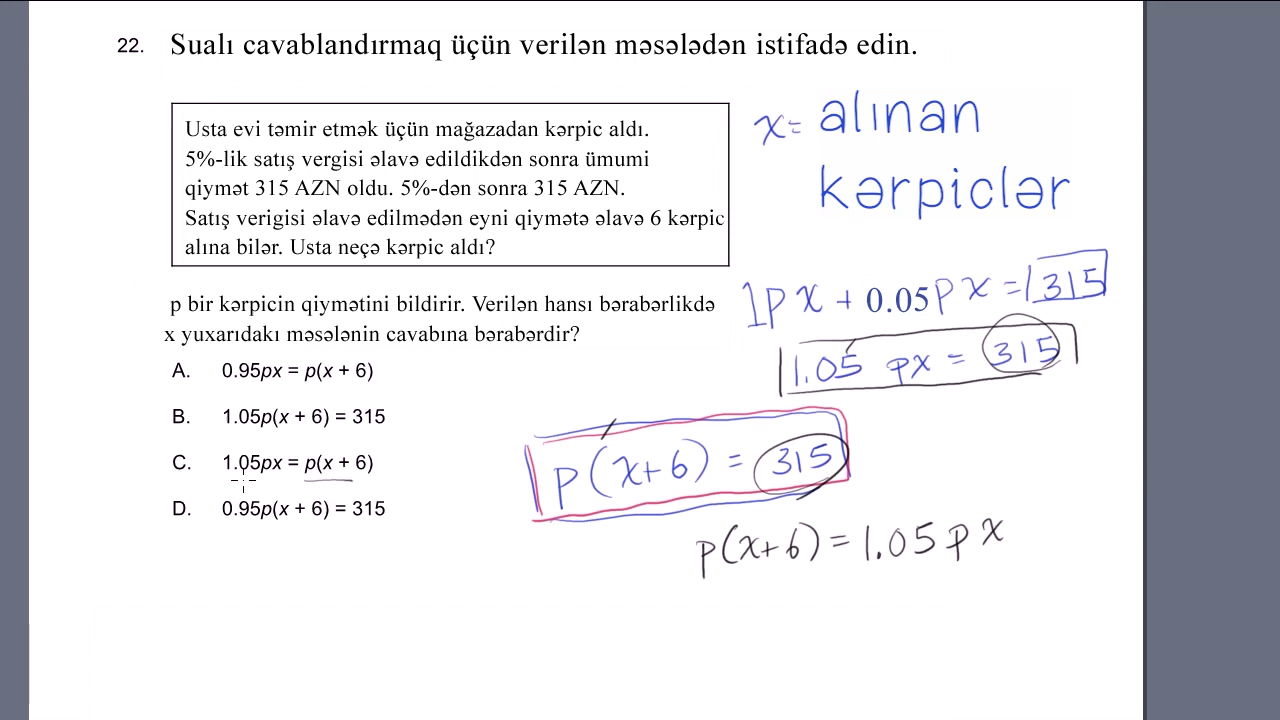 22. Sualı cavablandırmaq üçün verilən məsələdən istifadə edin.
Usta evi təmir etmək üçün mağazadan kərpic aldı.
5%-lik satış vergisi əlavə edildikdən sonra ümumi
qiymət 315 AZN oldu. 5%-dən sonra 315 AZN.
Satış verigisi əlavə edilmədən eyni qiymətə əlavə 6 kərpic
alına bilər. Usta neçə kərpic aldı?
x = alınan
kərpiclər
p bir kərpicin qiymətini bildirir. Verilən hansı bərabərlikdə
x yuxarıdakı məsələnin cavabına bərabərdir?
A. 0.95px = p(x + 6)
B. 1.05p(x + 6) = 315
C. 1.05px = p(x + 6)
D. 0.95p(x + 6) = 315
1px + 0.05px = 315
1.05 px = 315
p(x+6) = 315
p(x+6) = 1.05px